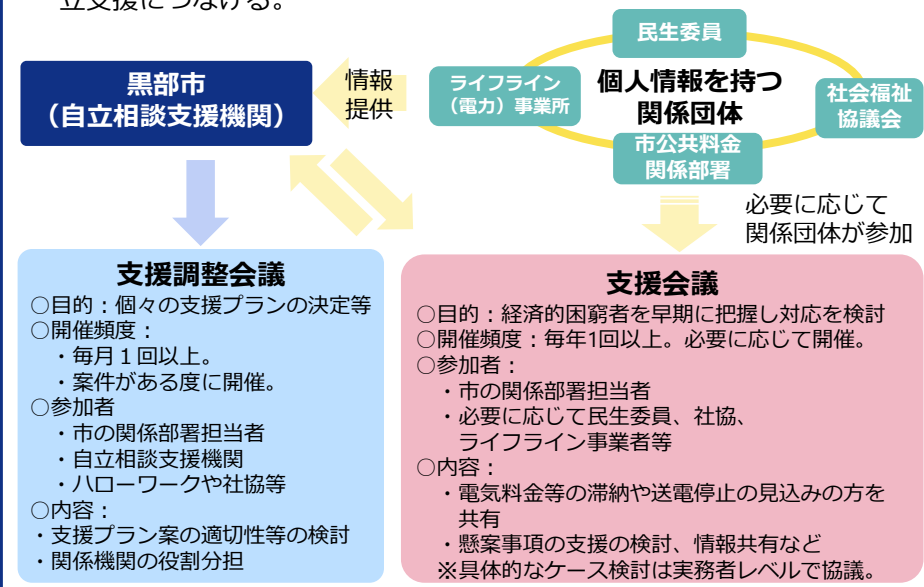 立支援につなげる。
民生委員
黒部市
（自立相談支援機関）
情報
提供
ライフライン
（電力）事業所
個人情報を持つ
関係団体
社会福祉
協議会
市公共料金
関係部署
必要に応じて
関係団体が参加
支援調整会議
○目的：個々の支援プランの決定等
○開催頻度：
・毎月１回以上。
・案件がある度に開催。
○参加者
・市の関係部署担当者
・自立相談支援機関
・ハローワークや社協等
○内容：
・支援プラン案の適切性等の検討
・関係機関の役割分担
支援会議
○目的：経済的困窮者を早期に把握し対応を検討
○開催頻度：毎年1回以上。必要に応じて開催。
○参加者：
・市の関係部署担当者
・必要に応じて民生委員、社協、
ライフライン事業者等
○内容：
・電気料金等の滞納や送電停止の見込みの方を
共有
・懸案事項の支援の検討、情報共有など
※具体的なケース検討は実務者レベルで協議。